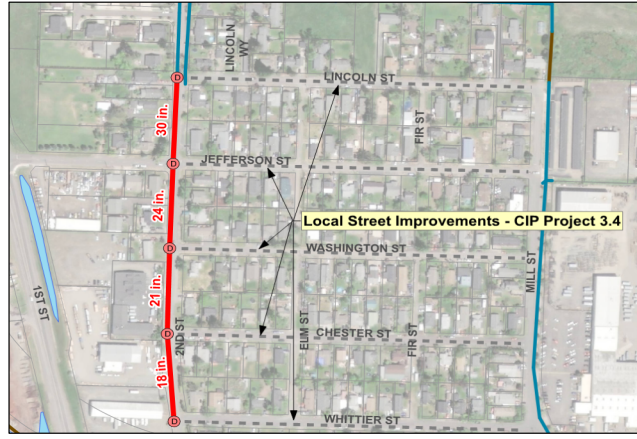 LINCOLN WY
D
LINCOLN ST
30 in.
FIR ST
D
JEFFERSON ST
24 in.
Local Street Improvements - CIP Project 3.4
D
WASHINGTON ST
MILL ST
1ST ST
21 in.
2ND ST
ELM ST
FIR ST
D
CHESTER ST
18 in.
D
WHITTIER ST